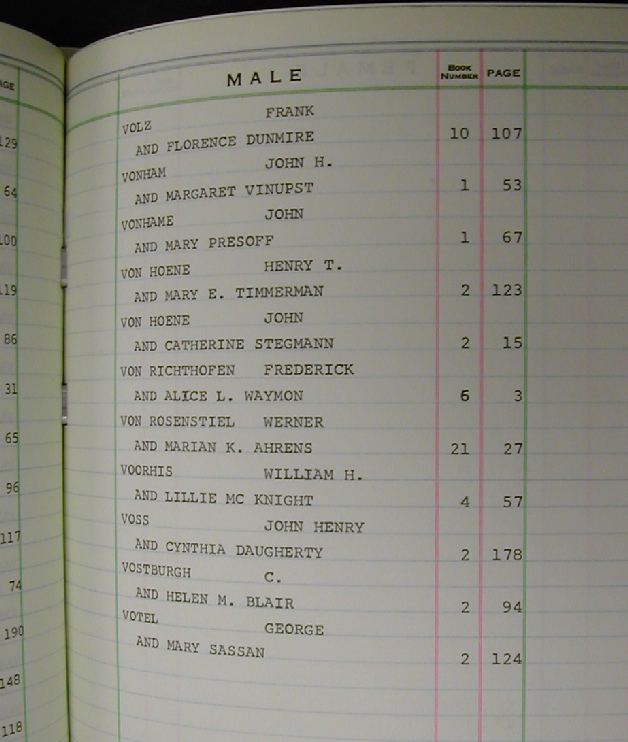 AGE
129
64
100
119
86
31
65
96
117
74
190
148
118
MALE BOOK NUMBER PAGE
VOLZ FRANK
AND FLORENCE DUNMIRE 10 107
VONHAM JOHN H.
AND MARGARET VINUPST 1 53
VONHAME JOHN
AND MARY PRESOFF 1 67
VON HOENE HENRY T.
AND MARY E. TIMMERMAN 2 123
VON HOENE JOHN
AND CATHERINE STEGMANN 2 15
VON RICHTHOFEN FREDERICK
AND ALICE L. WAYMON 6 3
VON ROSENSTIEL WERNER
AND MARIAN K. AHRENS 21 27
VOORHIS WILLIAM H.
AND LILLIE MC KNIGHT 4 57
VOSS JOHN HENRY
AND CYNTHIA DAUGHERTY 2 178
VOSTBURGH C.
AND HELEN M. BLAIR 2 94
VOTEL GEORGE
AND MARY SASSAN 2 124